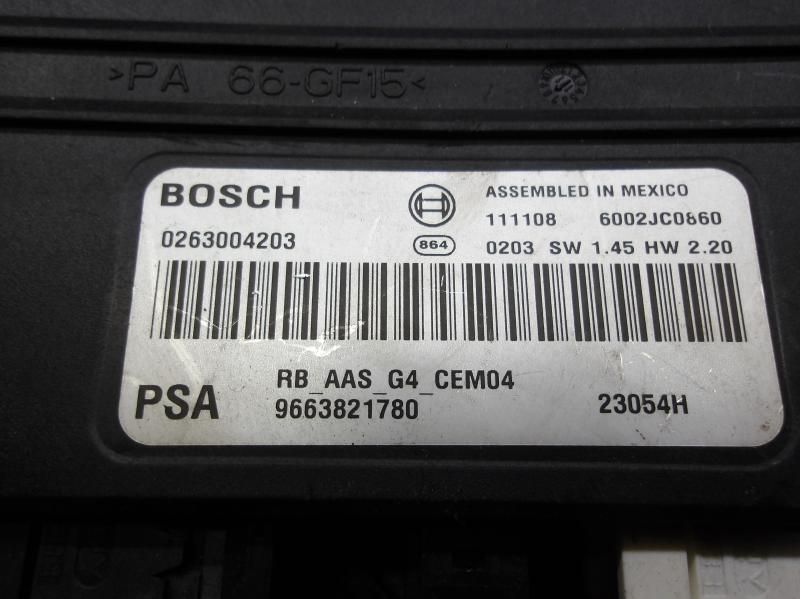 >PA 66-GF15<
BOSCH
ASSEMBLED IN MEXICO
111108 6002JC0860
0263004203
864
0203 SW 1.45 HW 2.20
RB_AAS_G4_CEM04
PSA
9663821780
23054H